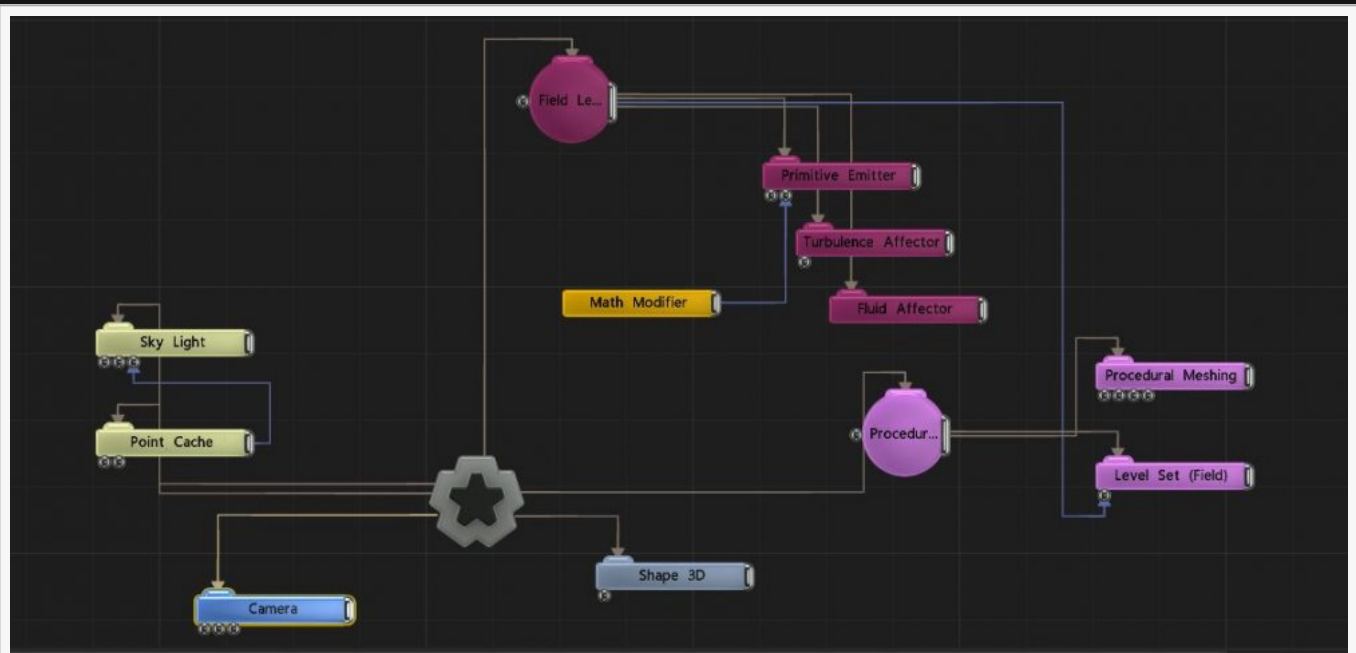 Field Le...
Primitive Emitter
Turbulence Affector
Math Modifier
Fluid Affector
Sky Light
Procedural Meshing
Point Cache
Procedur...
Level Set (Field)
Shape 3D
Camera